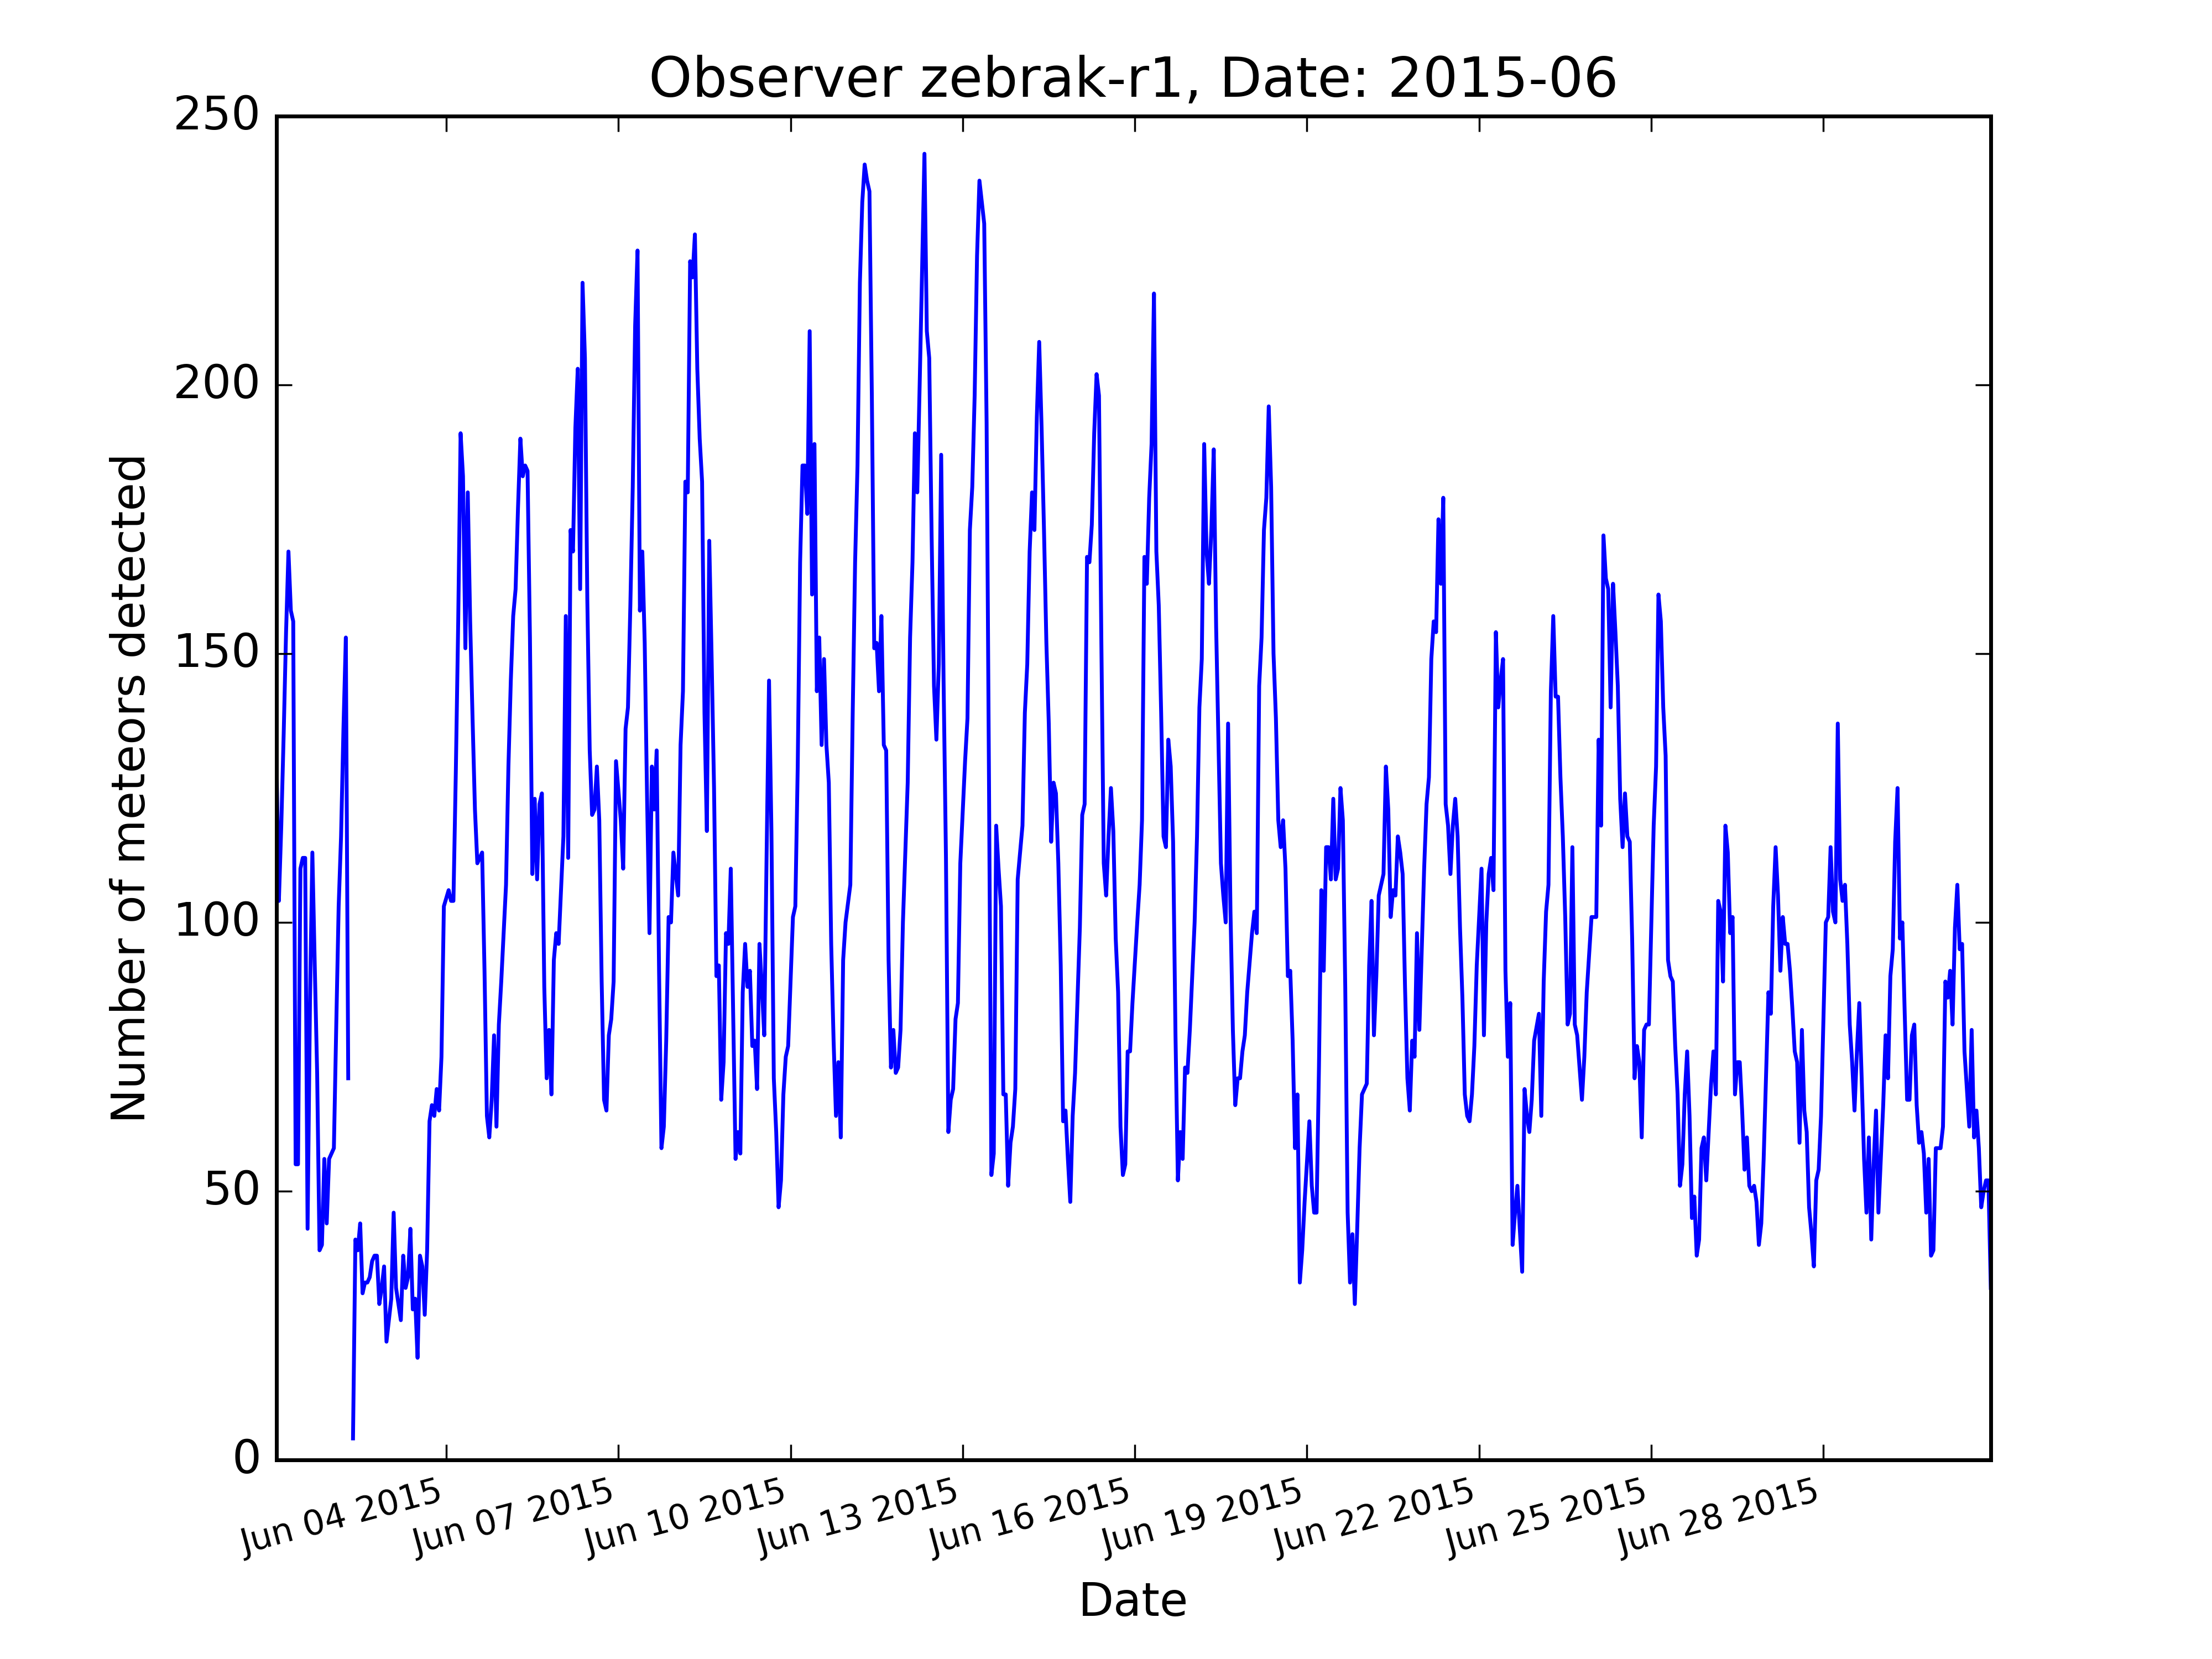 Observer zebrak-r1, Date: 2015-06
250
200
150
100
50
0
Number of meteors detected
Jun 04 2015
Jun 07 2015
Jun 10 2015
Jun 13 2015
Jun 16 2015
Jun 19 2015
Jun 22 2015
Jun 25 2015
Jun 28 2015
Date